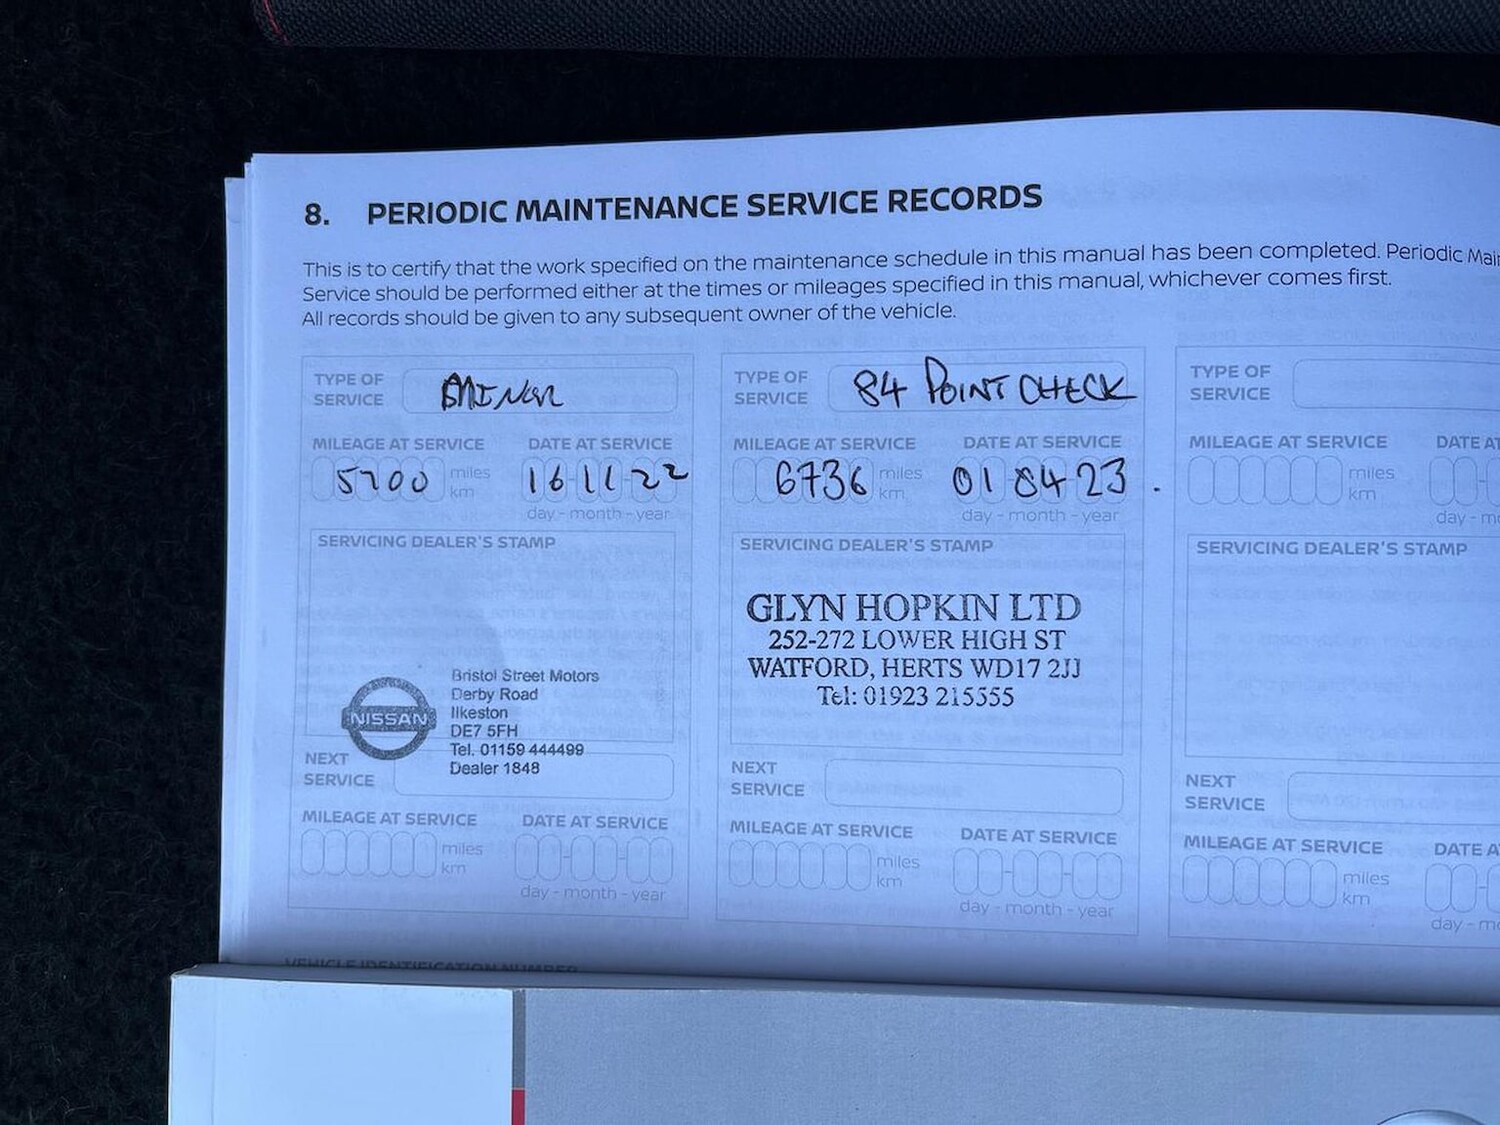 8. PERIODIC MAINTENANCE SERVICE RECORDS
This is to certify that the work specified on the maintenance schedule in this manual has been completed. Periodic Mai
Service should be performed either at the times or mileages specified in this manual, whichever comes first.
All records should be given to any subsequent owner of the vehicle.
TYPE OF
SERVICE
MINOR
MILEAGE AT SERVICE DATE AT SERVICE
5700 miles 16 11 22
km
day - month - year
SERVICING DEALER'S STAMP
NISSAN
Bristol Street Motors
Derby Road
Ilkeston
DE7 5FH
Tel. 01159 444499
Dealer 1848
NEXT
SERVICE
MILEAGE AT SERVICE DATE AT SERVICE
miles
km
day - month - year
TYPE OF
SERVICE
84 POINT CHECK
MILEAGE AT SERVICE DATE AT SERVICE
6736 miles 01 04 23 .
km
day - month - year
SERVICING DEALER'S STAMP
GLYN HOPKIN LTD
252-272 LOWER HIGH ST
WATFORD, HERTS WD17 2JJ
Tel: 01923 215555
NEXT
SERVICE
MILEAGE AT SERVICE DATE AT SERVICE
miles
km
day - month - year
TYPE OF
SERVICE
MILEAGE AT SERVICE DATE A
miles
km
day - mo
SERVICING DEALER'S STAMP
NEXT
SERVICE
MILEAGE AT SERVICE DATE A
miles
km
day - mo
VEHICLE IDENTIFICATION NUMBER